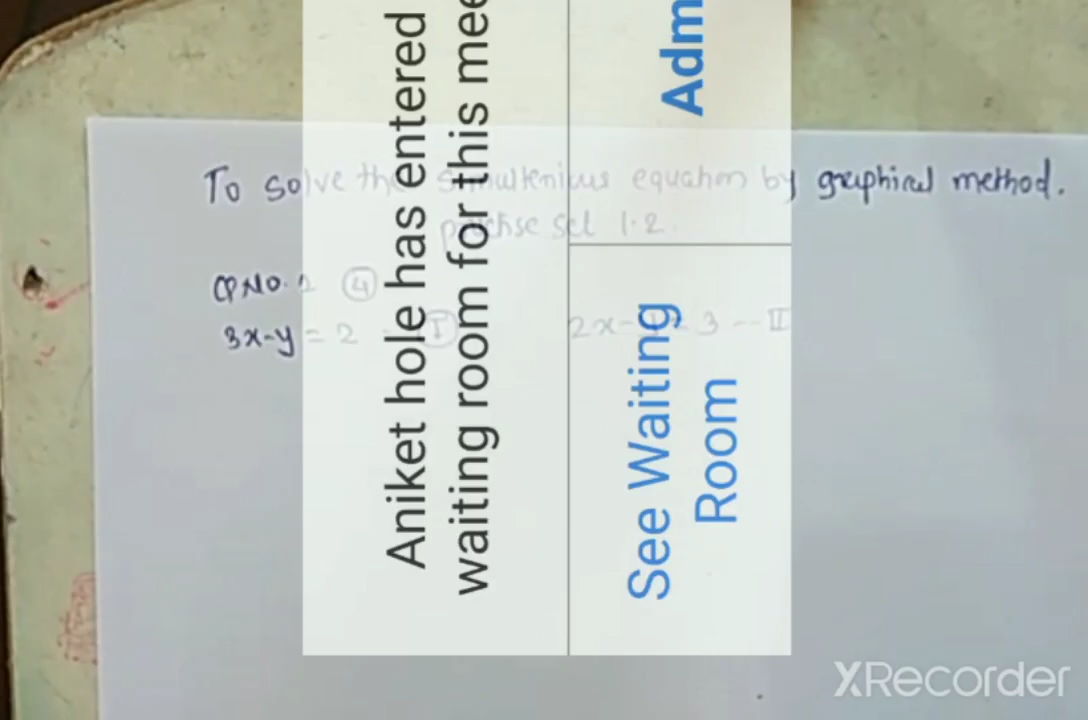 To solve the simultenious equation by graphical method.
practise set 1.2.
Q NO. 2 ④
3x-y = 2 - Ⓘ 2x-y = 3 -- II
Aniket hole has entered
waiting room for this mee
Adm
See Waiting
Room
XRecorder